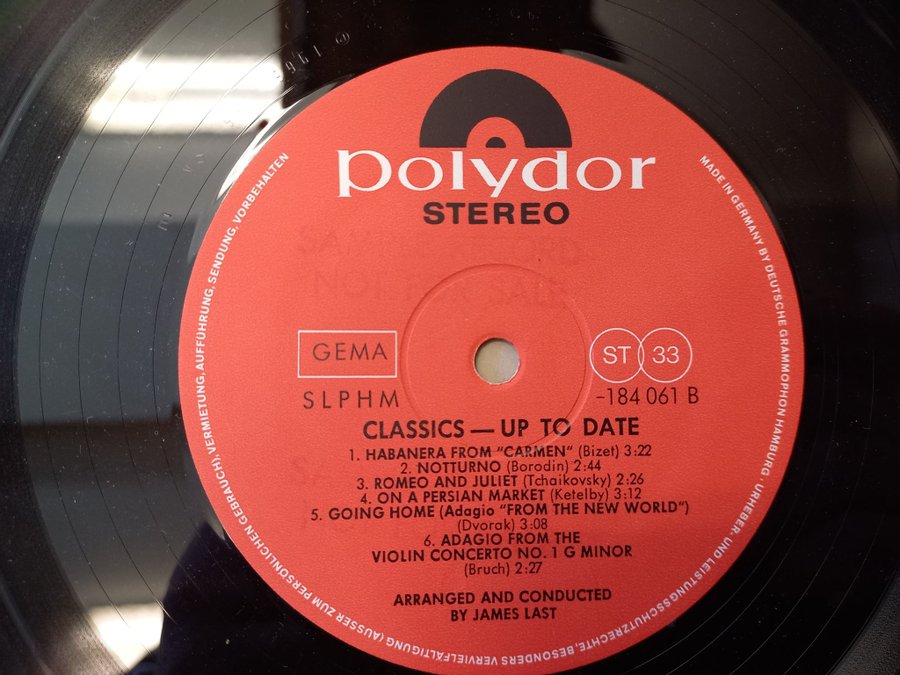 polydor
STEREO
GEMA
ST 33
SLPHM
-184 061 B
CLASSICS — UP TO DATE
1. HABANERA FROM "CARMEN" (Bizet) 3:22
2. NOTTURNO (Borodin) 2:44
3. ROMEO AND JULIET (Tchaikovsky) 2:26
4. ON A PERSIAN MARKET (Ketelby) 3:12
5. GOING HOME (Adagio "FROM THE NEW WORLD")
(Dvorak) 3:08
6. ADAGIO FROM THE
VIOLIN CONCERTO NO. 1 G MINOR
(Bruch) 2:27
ARRANGED AND CONDUCTED
BY JAMES LAST
MADE IN GERMANY BY DEUTSCHE GRAMMOPHON HAMBURG · URHEBER- UND LEISTUNGSSCHUTZRECHTE, BESONDERS VERVIELFÄLTIGUNG (AUSSER ZUM PERSÖNLICHEN GEBRAUCH), VERMIETUNG, AUFFÜHRUNG, SENDUNG, VORBEHALTEN